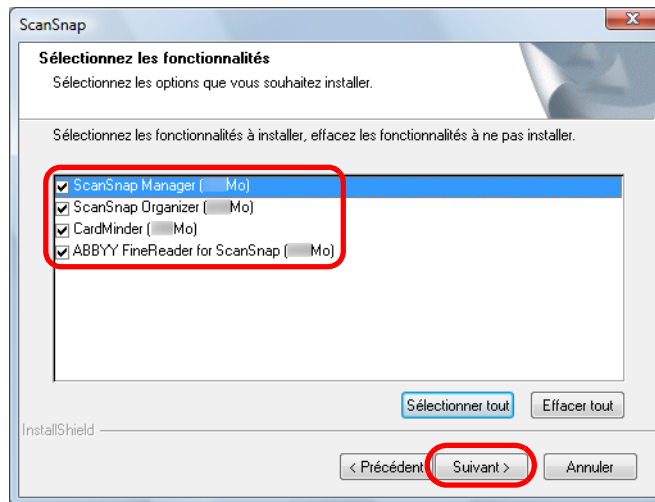 ScanSnap
Sélectionnez les fonctionnalités
Sélectionnez les options que vous souhaitez installer.
Sélectionnez les fonctionnalités à installer, effacez les fonctionnalités à ne pas installer.
ScanSnap Manager ( Mo)
ScanSnap Organizer ( Mo)
CardMinder ( Mo)
ABBYY FineReader for ScanSnap ( Mo)
Sélectionner tout Effacer tout
InstallShield
< Précédent Suivant > Annuler